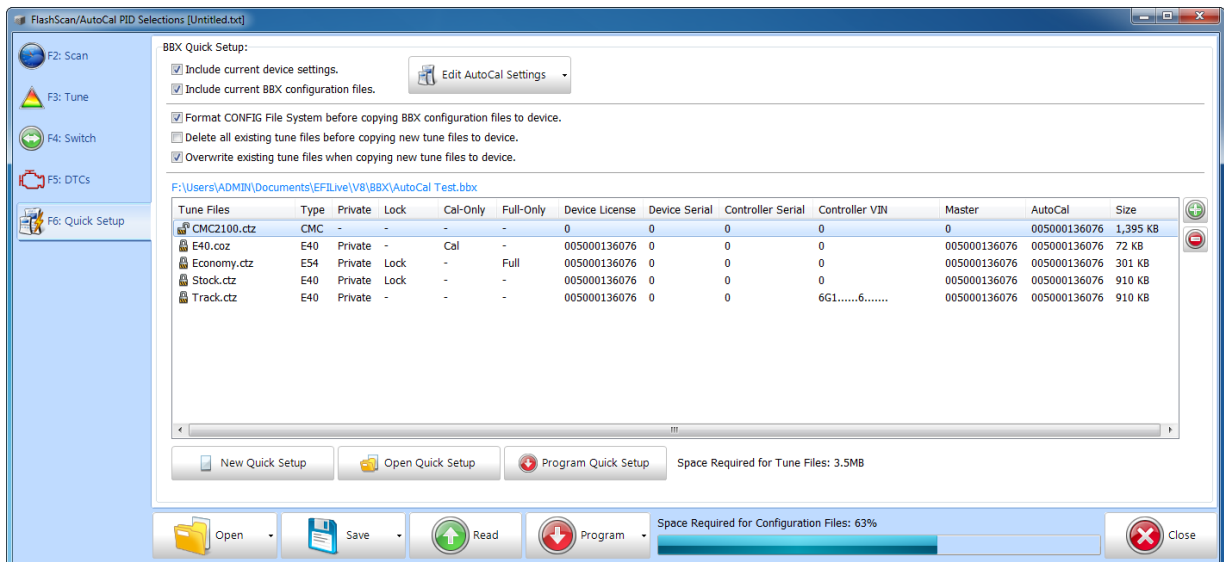 FlashScan/AutoCal PID Selections [Untitled.txt]
F2: Scan
F3: Tune
F4: Switch
F5: DTCs
F6: Quick Setup
BBX Quick Setup:
Include current device settings.
Include current BBX configuration files.
Edit AutoCal Settings
Format CONFIG File System before copying BBX configuration files to device.
Delete all existing tune files before copying new tune files to device.
Overwrite existing tune files when copying new tune files to device.
F:\Users\ADMIN\Documents\EFILive\V8\BBX\AutoCal Test.bbx
Tune Files Type Private Lock Cal-Only Full-Only Device License Device Serial Controller Serial Controller VIN Master AutoCal Size
CMC2100.ctz CMC - - - - 0 0 0 0 0 005000136076 1,395 KB
E40.coz E40 Private - Cal - 005000136076 0 0 0 005000136076 005000136076 72 KB
Economy.ctz E54 Private Lock - Full 005000136076 0 0 0 005000136076 005000136076 301 KB
Stock.ctz E40 Private Lock - - 005000136076 0 0 0 005000136076 005000136076 910 KB
Track.ctz E40 Private - - - 005000136076 0 0 6G1......6....... 005000136076 005000136076 910 KB
New Quick Setup
Open Quick Setup
Program Quick Setup
Space Required for Tune Files: 3.5MB
Open
Save
Read
Program
Space Required for Configuration Files: 63%
Close